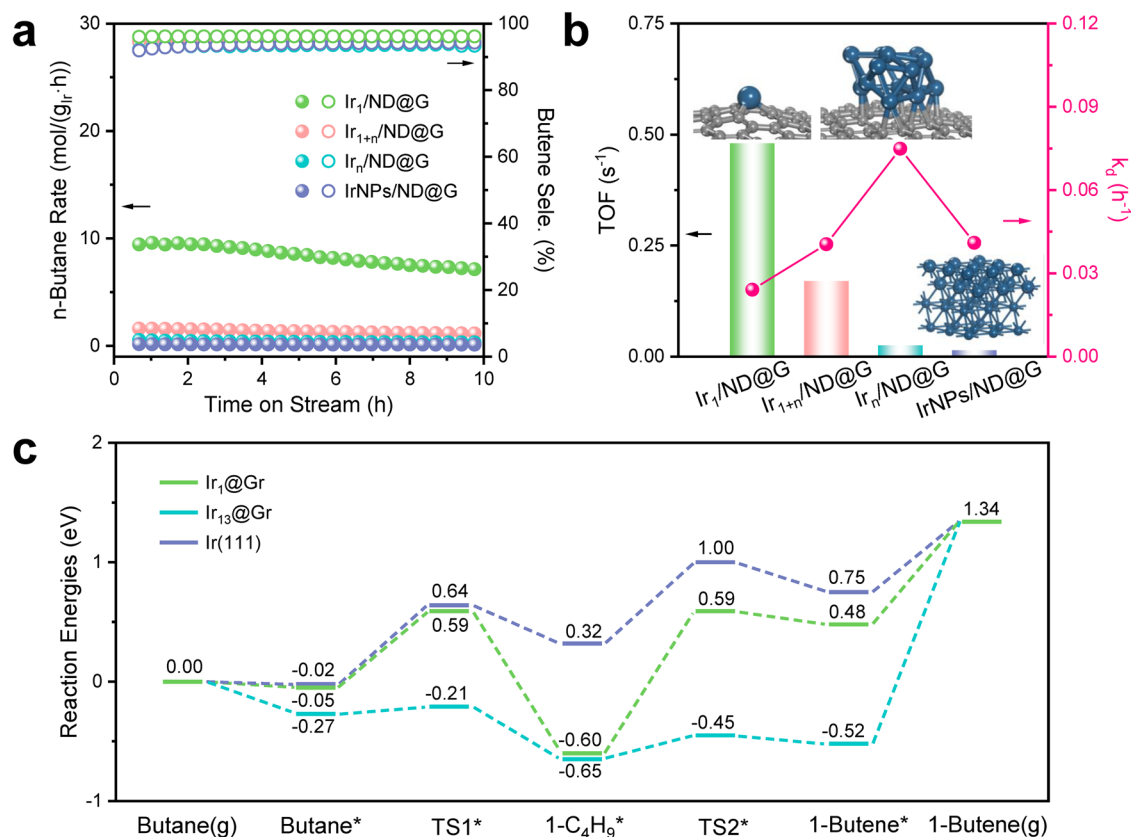 a
30
20
10
0
n-Butane Rate (mol/(g_Ir·h))
100
80
60
40
20
0
Butene Sele. (%)
Ir₁/ND@G
Ir₁₊ₙ/ND@G
Irₙ/ND@G
IrNPs/ND@G
0 2 4 6 8 10
Time on Stream (h)
b
0.75
0.50
0.25
0.00
TOF (s⁻¹)
0.12
0.09
0.06
0.03
0.00
k_d (h⁻¹)
Ir₁/ND@G
Ir₁₊ₙ/ND@G
Irₙ/ND@G
IrNPs/ND@G
c
2
1
0
-1
Reaction Energies (eV)
Ir₁@Gr
Ir₁₃@Gr
Ir(111)
0.00
-0.02
-0.05
-0.27
0.64
0.59
-0.21
0.32
-0.60
-0.65
1.00
0.59
-0.45
0.75
0.48
-0.52
1.34
Butane(g) Butane* TS1* 1-C₄H₉* TS2* 1-Butene* 1-Butene(g)